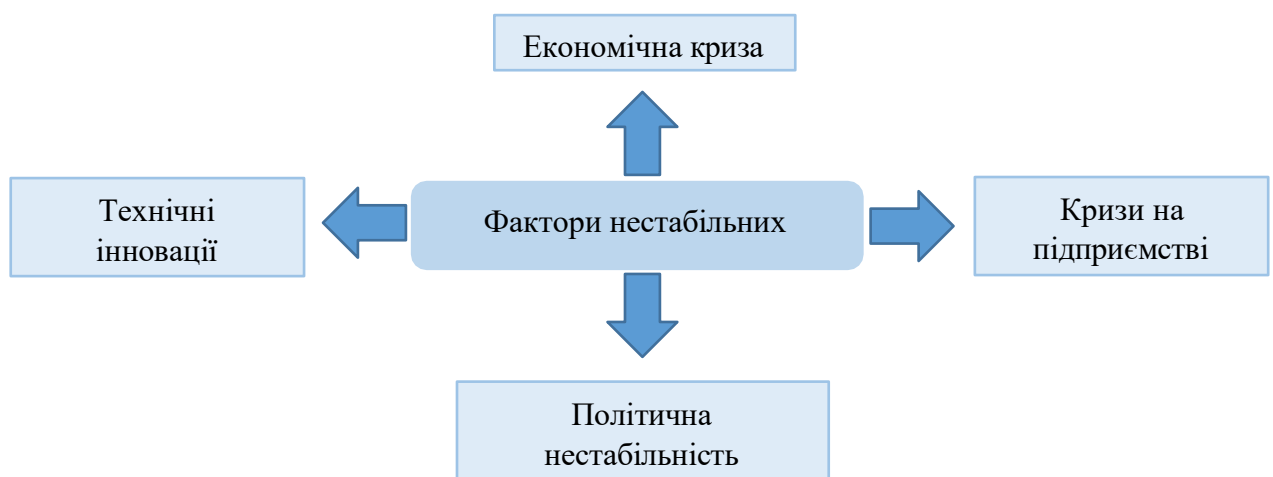 Економічна криза
Технічні
інновації
Фактори нестабільних
Кризи на
підприємстві
Політична
нестабільність